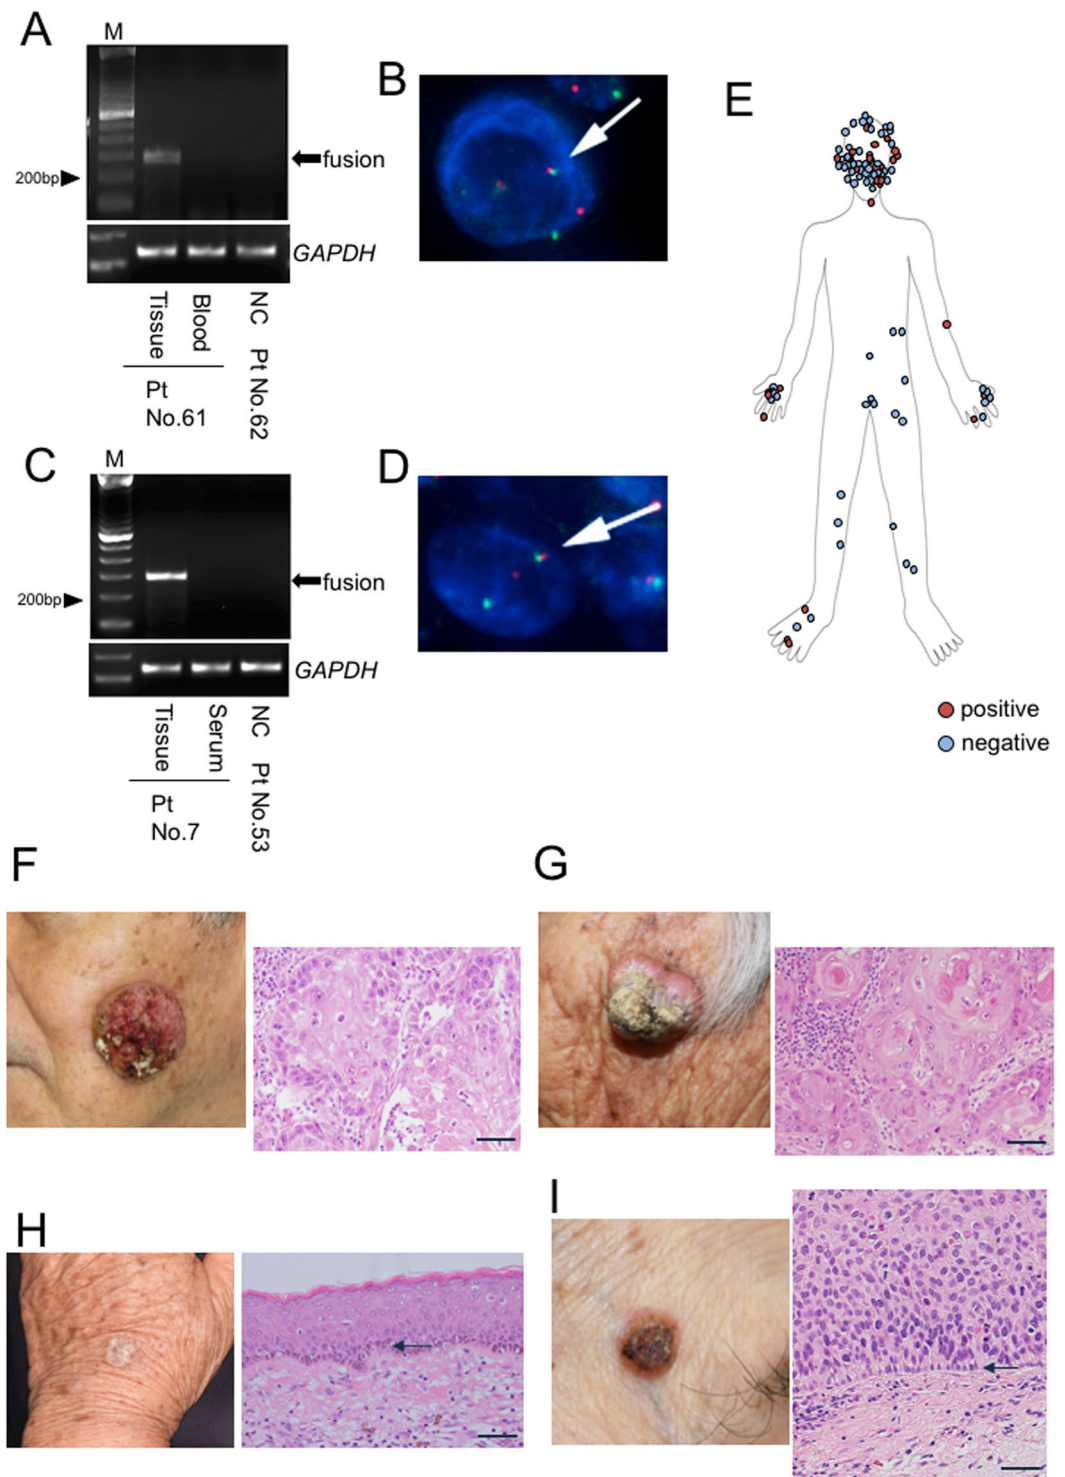 A
M
200bp
fusion
GAPDH
Tissue
Blood
NC Pt No.62
Pt
No.61
B
C
M
200bp
fusion
GAPDH
Tissue
Serum
NC Pt No.53
Pt
No.7
D
E
positive
negative
F
G
H
I